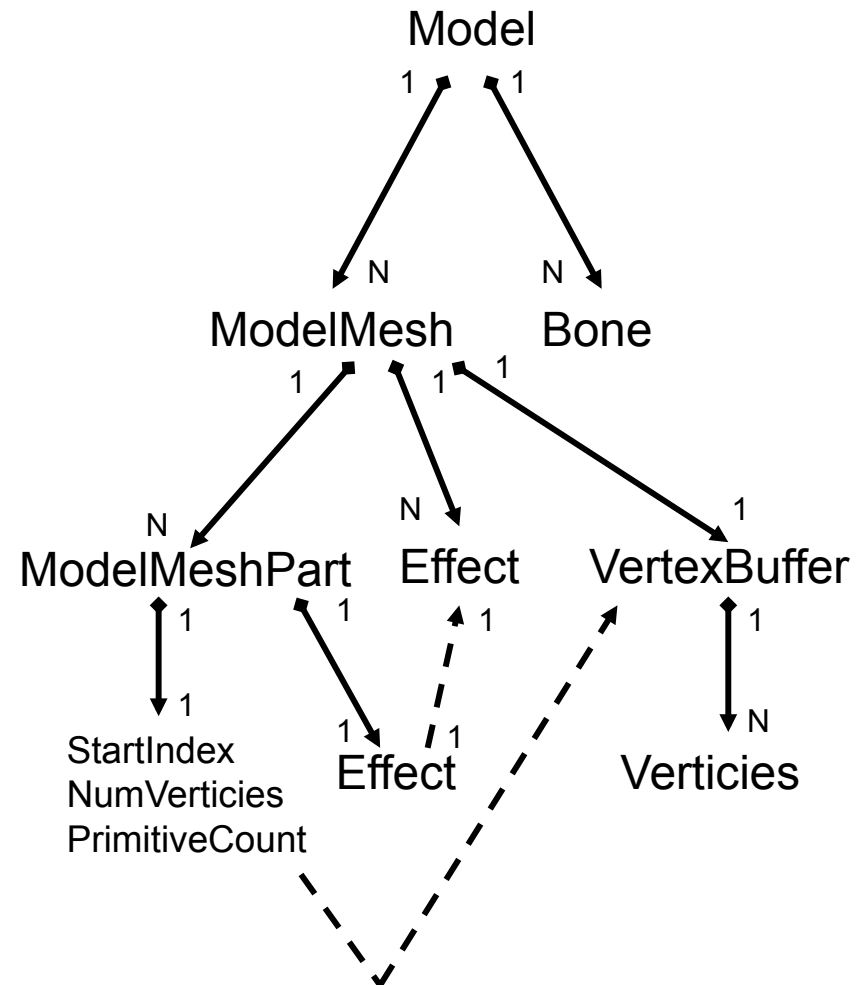 Model
1 1
N N
ModelMesh Bone
1 1 1
N N 1
ModelMeshPart Effect VertexBuffer
1 1 1 1
1 1 1 N
StartIndex
NumVerticies
PrimitiveCount
Effect Verticies